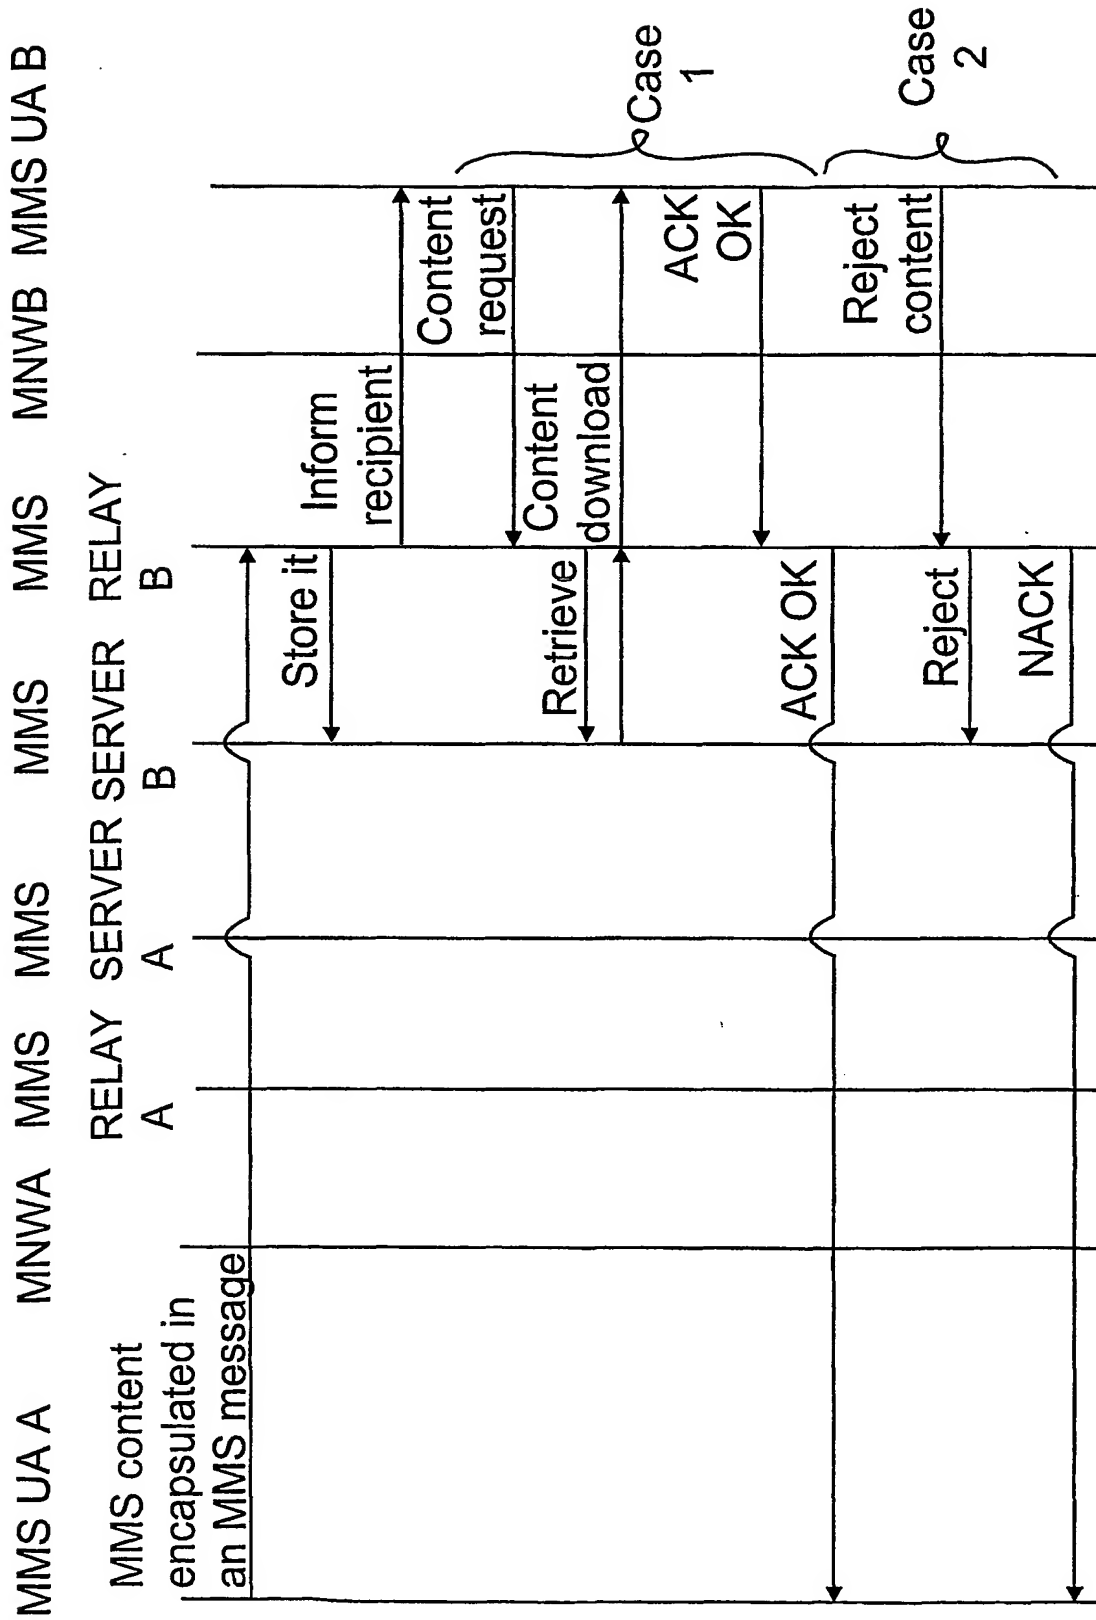 MMS UA A MNWA MMS MMS MMS MMS MNWB MMS UA B
RELAY SERVER SERVER RELAY
A A B B
MMS content
encapsulated in
an MMS message
Store it
Inform
recipient
Content
request
Retrieve
Content
download
Case
1
ACK
OK
ACK OK
Reject
content
Case
2
Reject
NACK